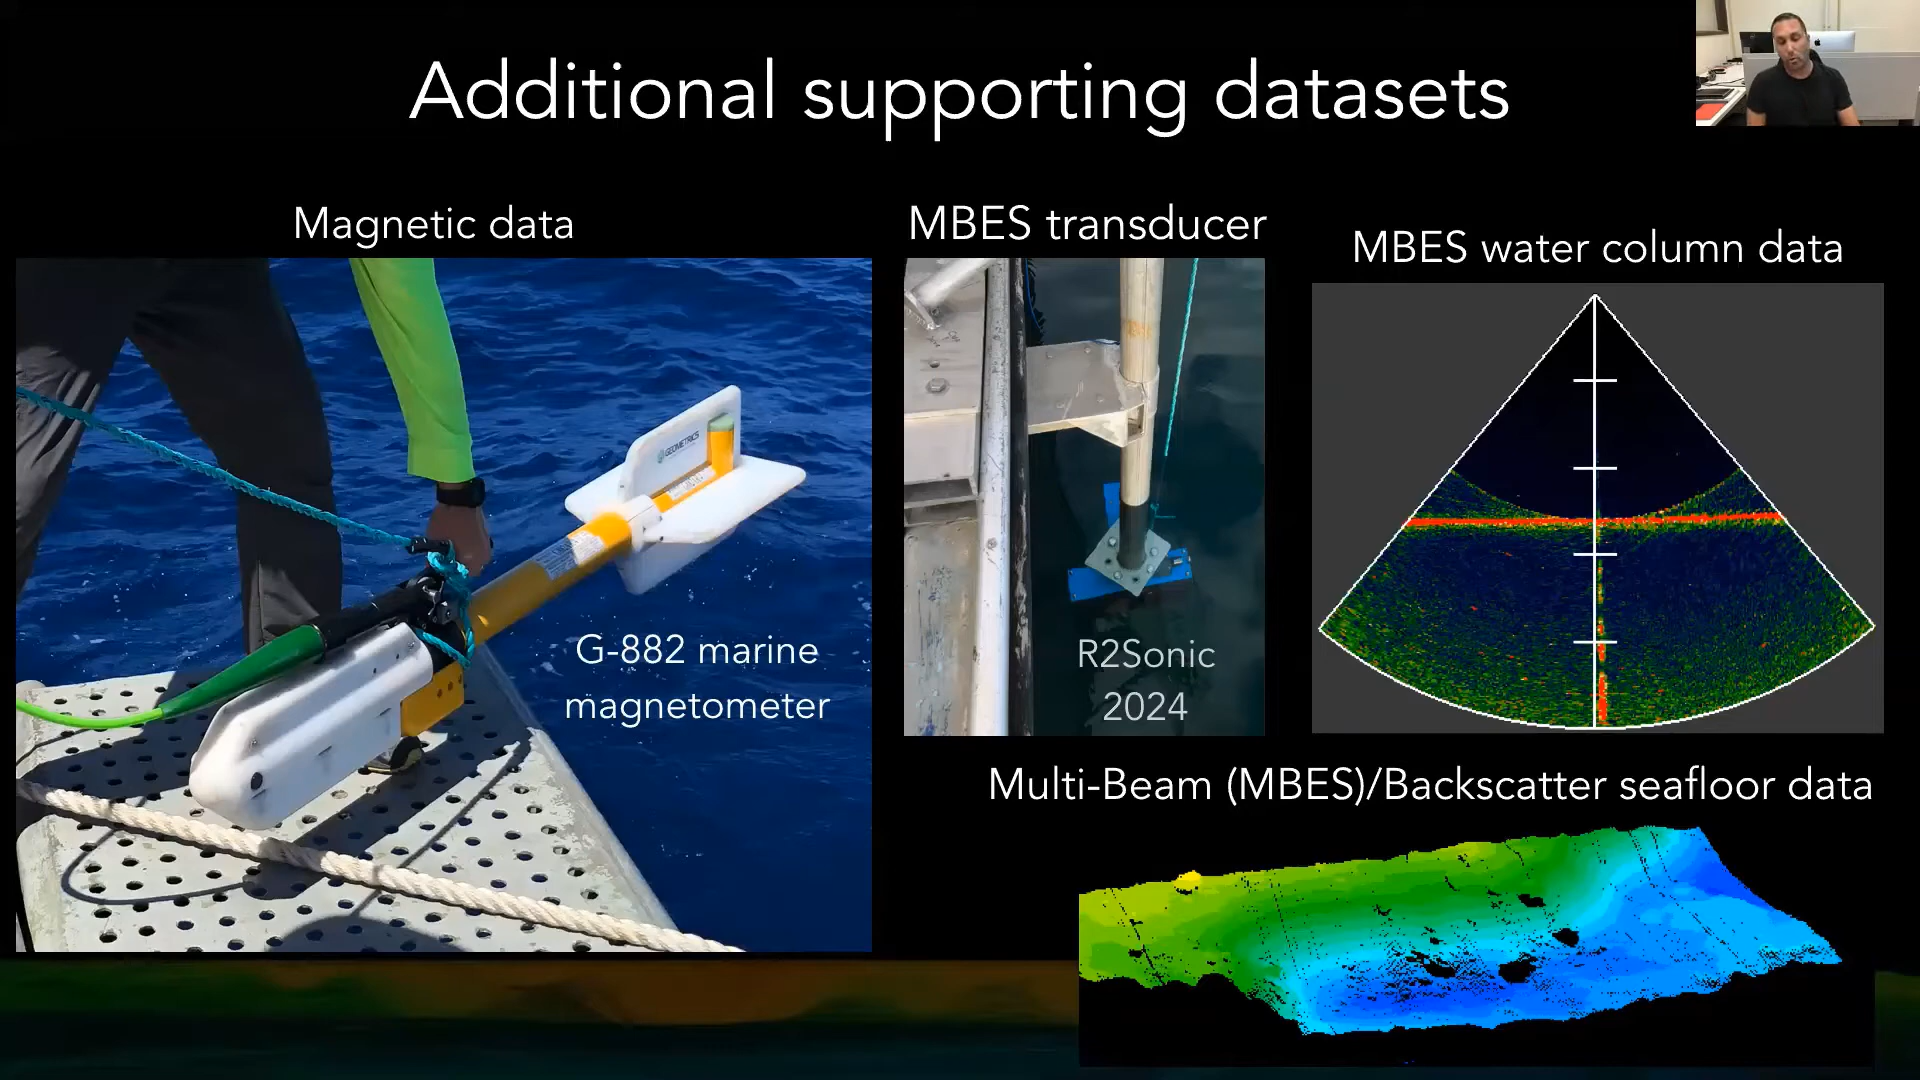 Additional supporting datasets
Magnetic data
MBES transducer
MBES water column data
GEOMETRICS
G-882 marine
magnetometer
R2Sonic
2024
Multi-Beam (MBES)/Backscatter seafloor data